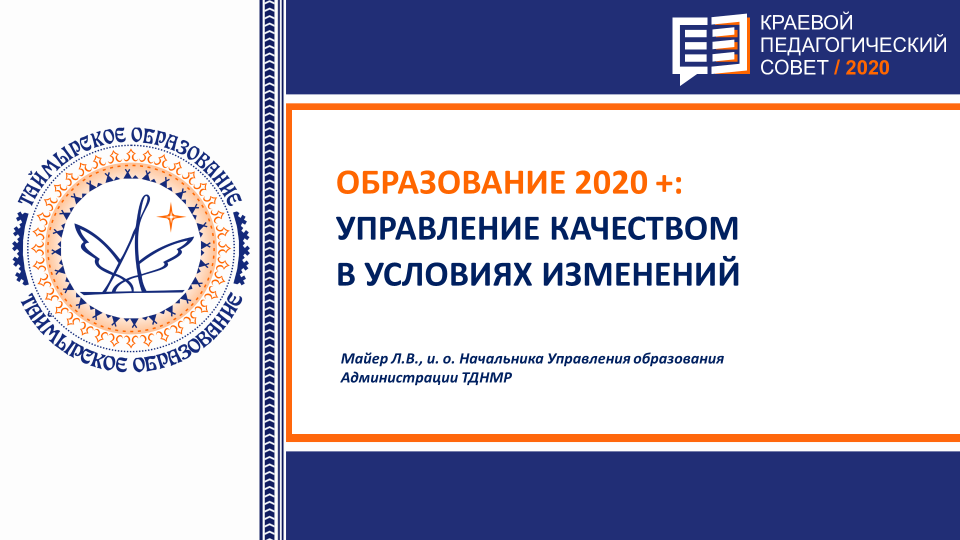 КРАЕВОЙ
ПЕДАГОГИЧЕСКИЙ
СОВЕТ / 2020
ТАЙМЫРСКОЕ ОБРАЗОВАНИЕ
ТАЙМЫРСКОЕ ОБРАЗОВАНИЕ
ОБРАЗОВАНИЕ 2020 +:
УПРАВЛЕНИЕ КАЧЕСТВОМ
В УСЛОВИЯХ ИЗМЕНЕНИЙ
Майер Л.В., и. о. Начальника Управления образования
Администрации ТДНМР